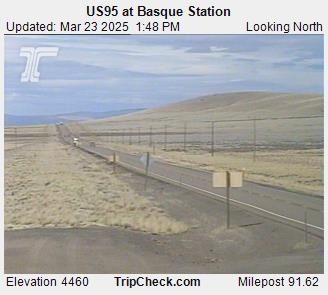 US95 at Basque Station
Updated: Mar 23 2025 1:48 PM Looking North
Elevation 4460 TripCheck.com Milepost 91.62